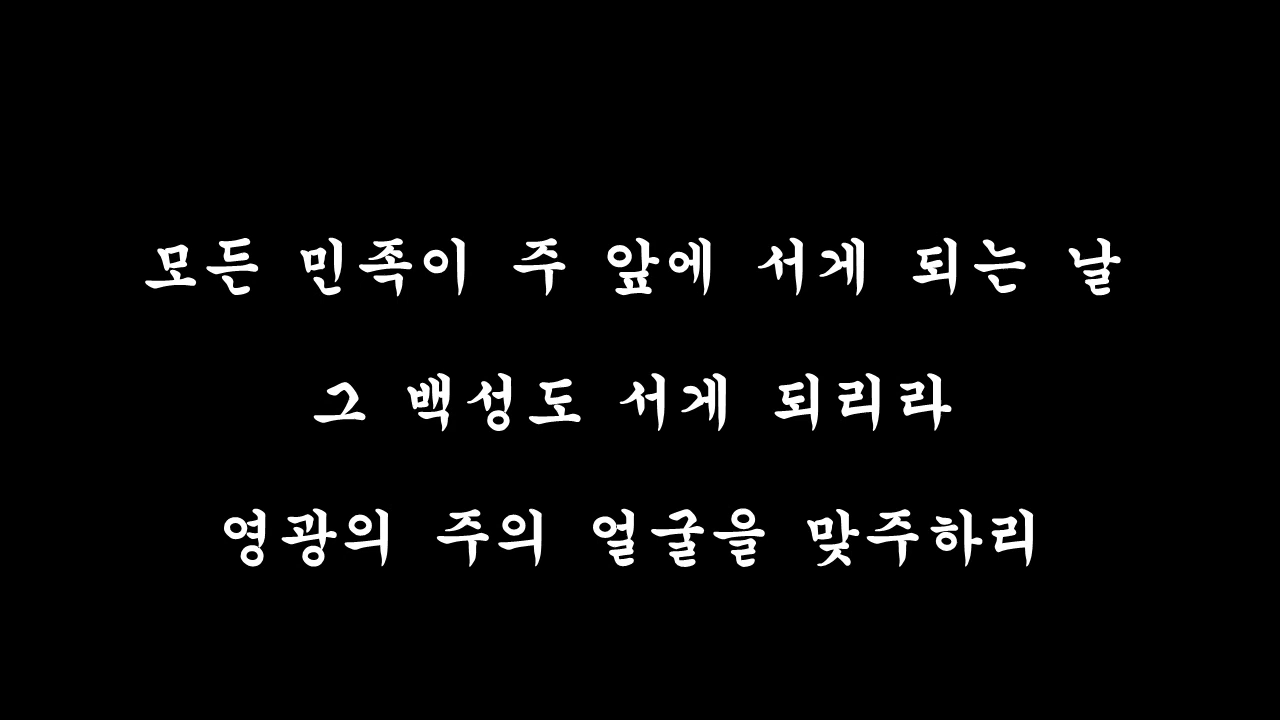 모든 민족이 주 앞에 서게 되는 날
그 백성도 서게 되리라
영광의 주의 얼굴을 맞주하리